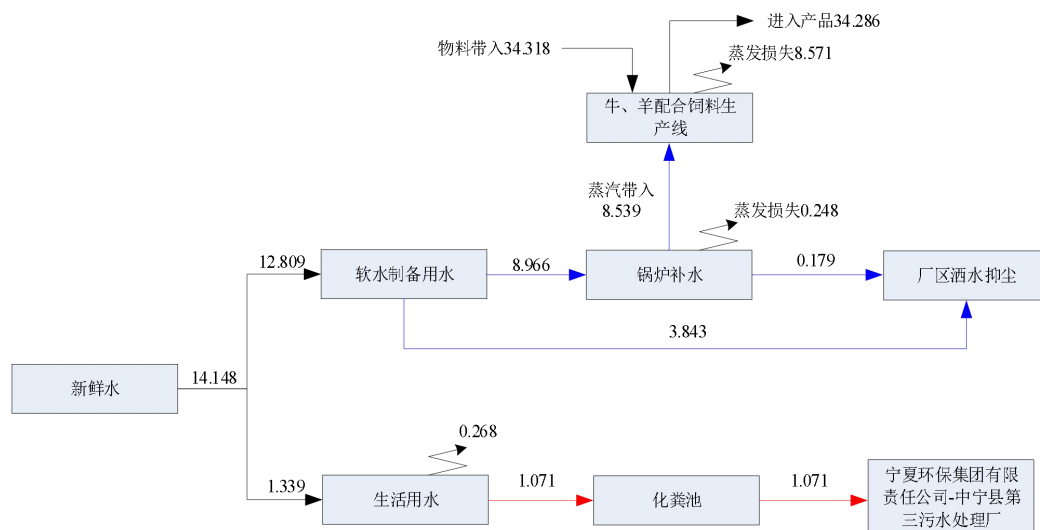 进入产品34.286
物料带入34.318
蒸发损失8.571
牛、羊配合饲料生
产线
蒸汽带入
8.539
蒸发损失0.248
12.809
软水制备用水
8.966
锅炉补水
0.179
厂区洒水抑尘
3.843
新鲜水
14.148
0.268
1.339
生活用水
1.071
化粪池
1.071
宁夏环保集团有限
责任公司-中宁县第
三污水处理厂